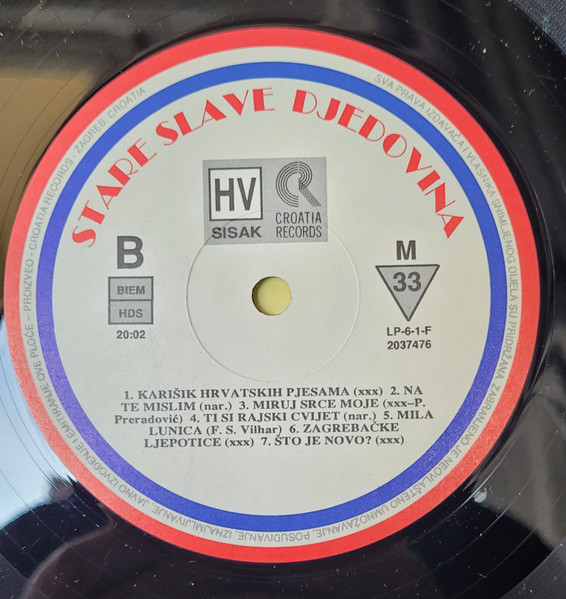 STARE SLAVE DJEDOVINA
HV
SISAK
CROATIA
RECORDS
B
BIEM
HDS
20:02
M
33
LP-6-1-F
2037476
1. KARIŠIK HRVATSKIH PJESAMA (xxx) 2. NA
TE MISLIM (nar.) 3. MIRUJ SRCE MOJE (xxx–P.
Preradović) 4. TI SI RAJSKI CVIJET (nar.) 5. MILA
LUNICA (F. S. Vilhar) 6. ZAGREBAČKE
LJEPOTICE (xxx) 7. ŠTO JE NOVO? (xxx)
SVA PRAVA IZDAVAČA I VLASNIKA SNIMLJENOG DIJELA SU PRIDRŽANA. ZABRANJENO JE NEOVLAŠTENO UMNOŽAVANJE, POSUDIVANJE, IZNAJMLJIVANJE, JAVNO IZVOĐENJE I EMITIRANJE OVE PLOČE – PROIZVEO - CROATIA RECORDS - ZAGREB, CROATIA